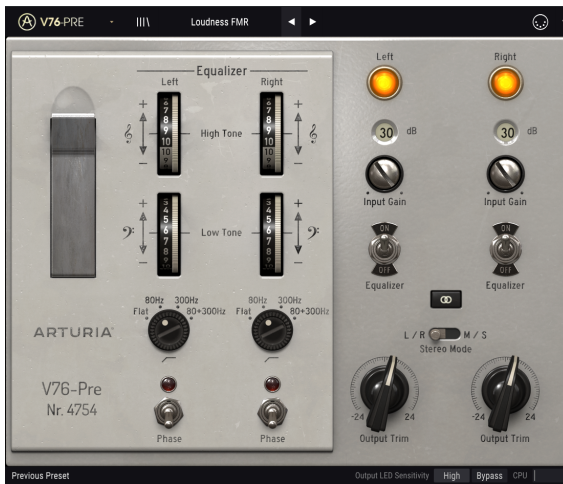 V76-PRE
Loudness FMR
Equalizer
Left Right
High Tone
Low Tone
80Hz 300Hz
Flat 80+300Hz
80Hz 300Hz
Flat 80+300Hz
ARTURIA
V76-Pre
Nr. 4754
Phase Phase
Left Right
30 dB 30 dB
Input Gain Input Gain
ON ON
OFF OFF
Equalizer Equalizer
L / R M / S
Stereo Mode
-24 24 -24 24
Output Trim Output Trim
Previous Preset Output LED Sensitivity High Bypass CPU